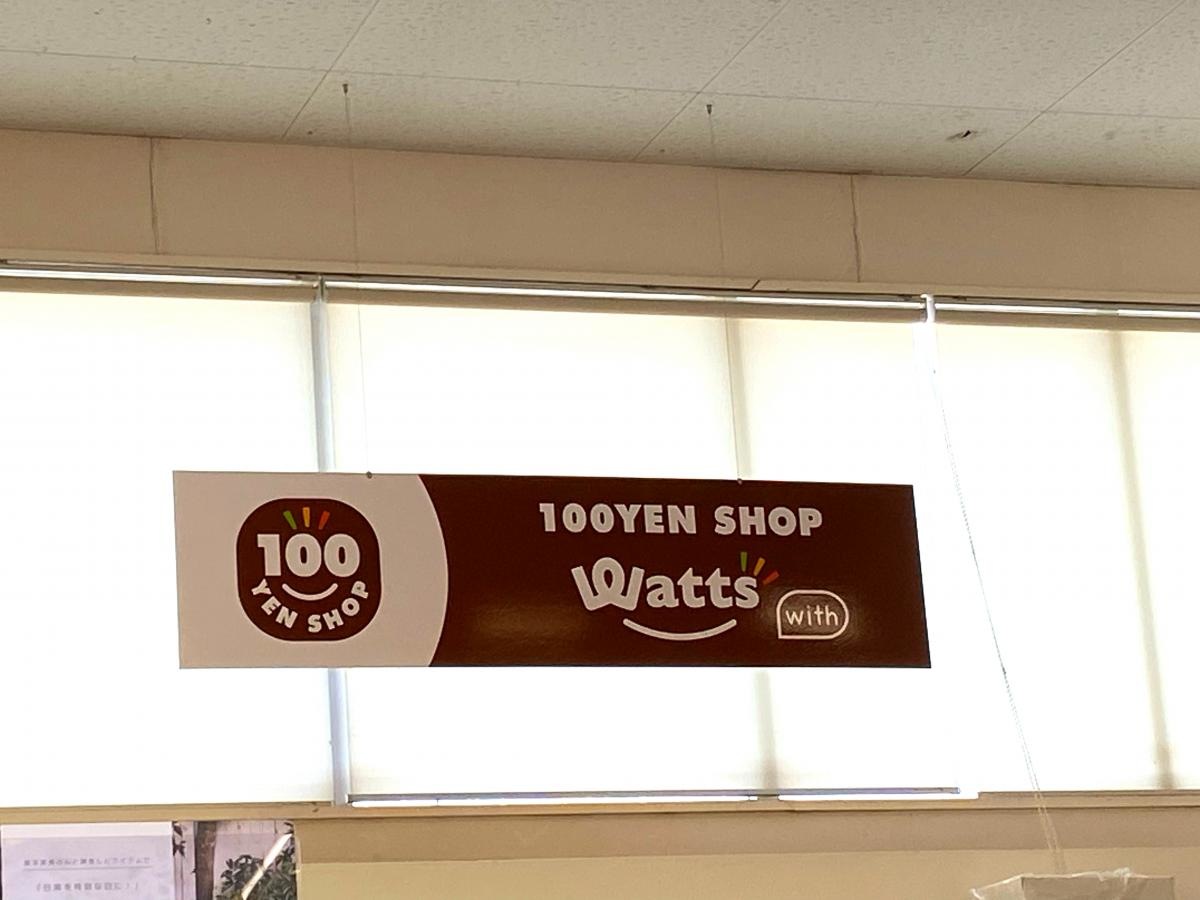 100
YEN SHOP
100YEN SHOP
Watts
with